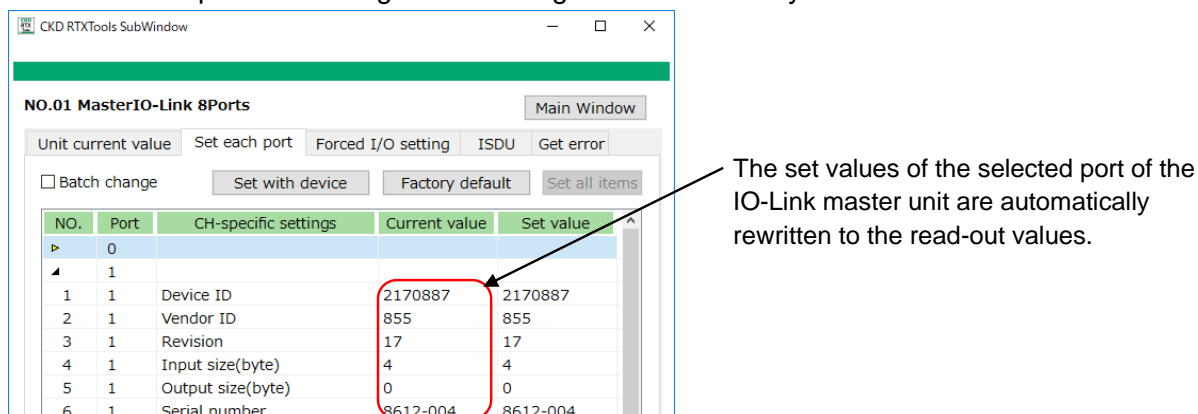 CKD RTXTools SubWindow
NO.01 MasterIO-Link 8Ports
Main Window
Unit current value Set each port Forced I/O setting ISDU Get error
Batch change Set with device Factory default Set all items
NO. Port CH-specific settings Current value Set value
0
1
1 1 Device ID 2170887 2170887
2 1 Vendor ID 855 855
3 1 Revision 17 17
4 1 Input size(byte) 4 4
5 1 Output size(byte) 0 0
6 1 Serial number 8612-004 8612-004
The set values of the selected port of the
IO-Link master unit are automatically
rewritten to the read-out values.